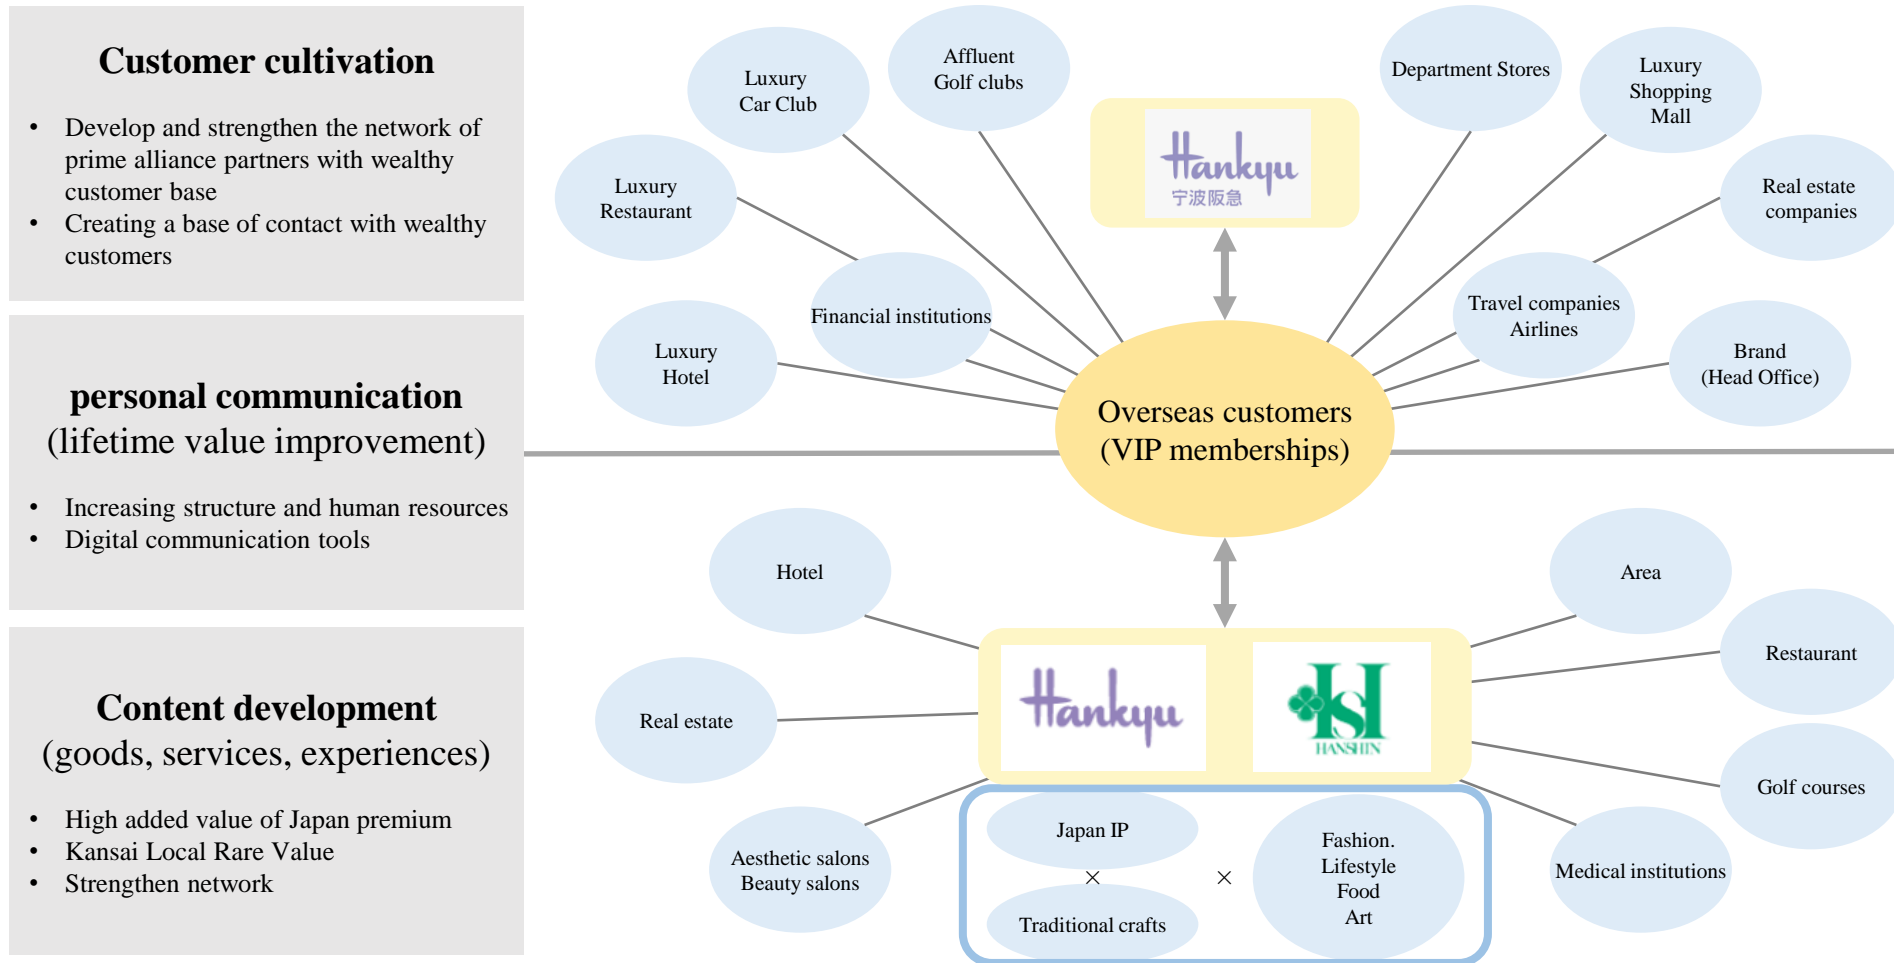 Customer cultivation
• Develop and strengthen the network of
prime alliance partners with wealthy
customer base
• Creating a base of contact with wealthy
customers
personal communication
(lifetime value improvement)
• Increasing structure and human resources
• Digital communication tools
Content development
(goods, services, experiences)
• High added value of Japan premium
• Kansai Local Rare Value
• Strengthen network
Luxury
Car Club
Affluent
Golf clubs
Hankyu
宁波阪急
Department Stores
Luxury
Shopping
Mall
Luxury
Restaurant
Real estate
companies
Financial institutions
Travel companies
Airlines
Luxury
Hotel
Brand
(Head Office)
Overseas customers
(VIP memberships)
Hotel
Area
Real estate
Hankyu
HSI
HANSHIN
Restaurant
Golf courses
Aesthetic salons
Beauty salons
Japan IP
×
Traditional crafts
×
Fashion.
Lifestyle
Food
Art
Medical institutions